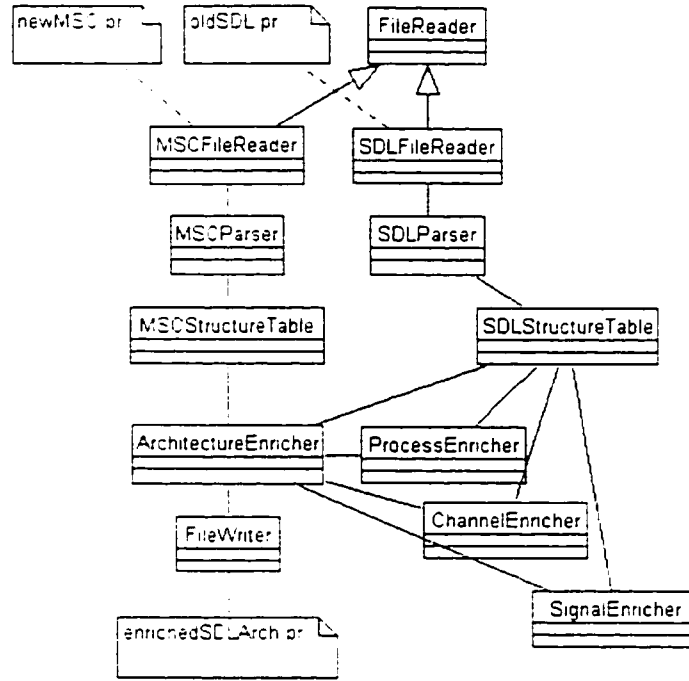 newMSC.pr
oldSDL.pr
FileReader
MSCFileReader
SDLFileReader
MSCParser
SDLParser
MSCStructureTable
SDLStructureTable
ArchitectureEnricher
ProcessEnricher
ChannelEnricher
FileWriter
SignalEnricher
enrichedSDLArch.pr